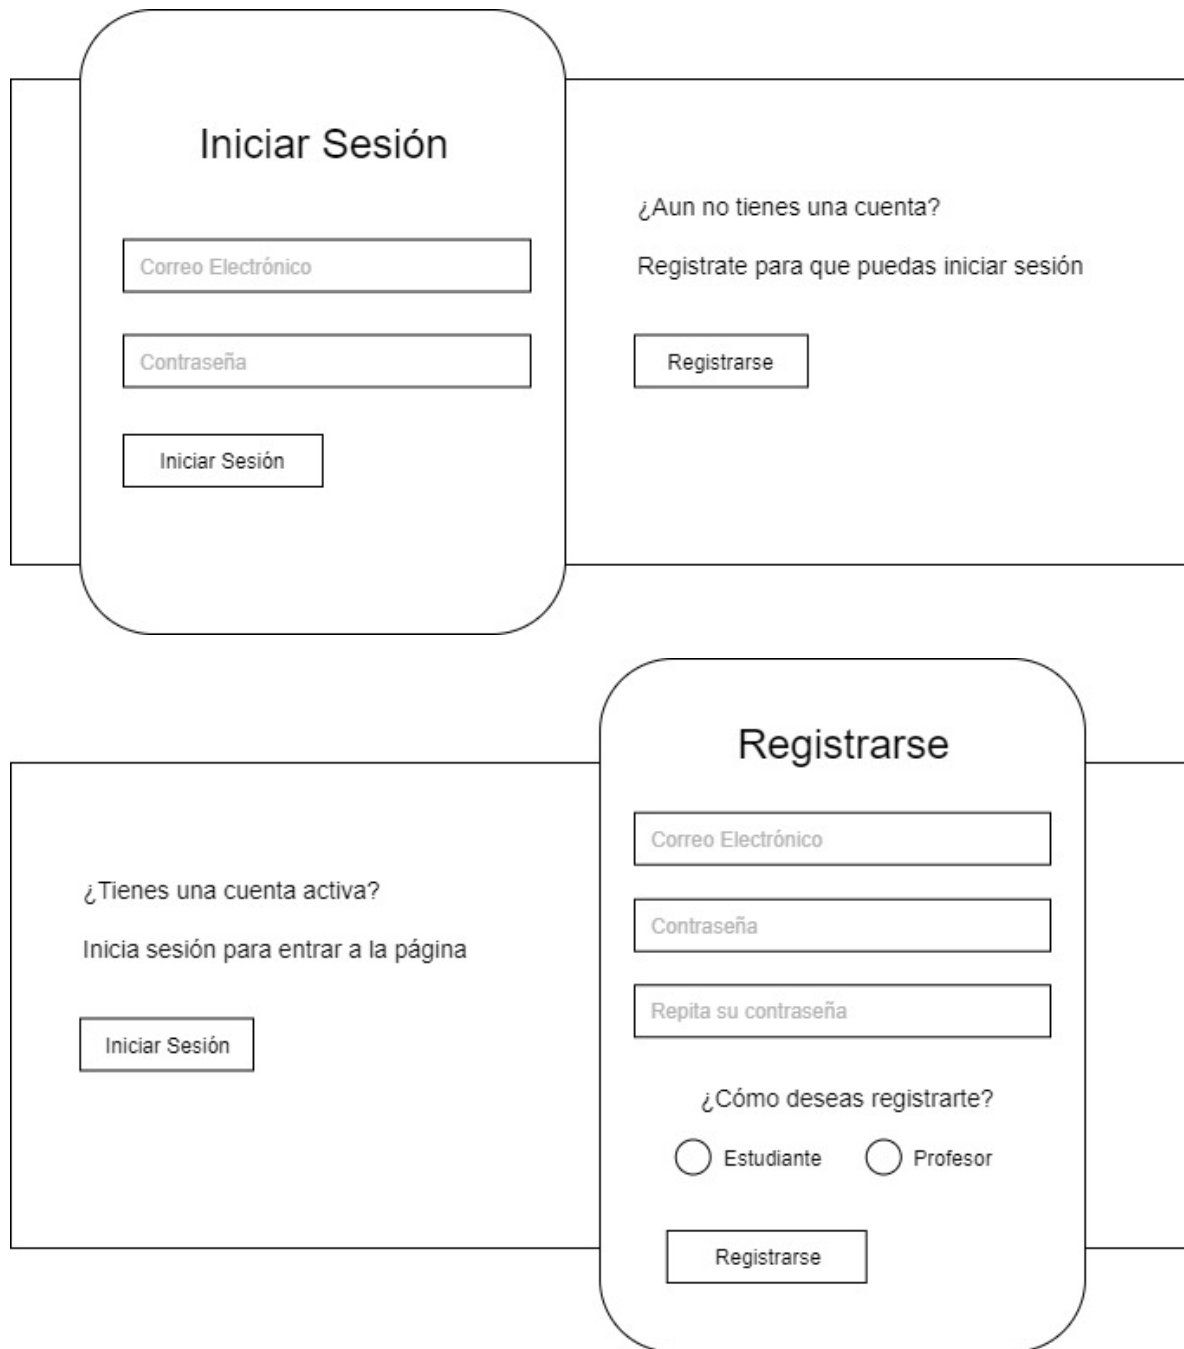 Iniciar Sesión
Correo Electrónico
Contraseña
Iniciar Sesión
¿Aun no tienes una cuenta?
Registrate para que puedas iniciar sesión
Registrarse
¿Tienes una cuenta activa?
Inicia sesión para entrar a la página
Iniciar Sesión
Registrarse
Correo Electrónico
Contraseña
Repita su contraseña
¿Cómo deseas registrarte?
Estudiante Profesor
Registrarse